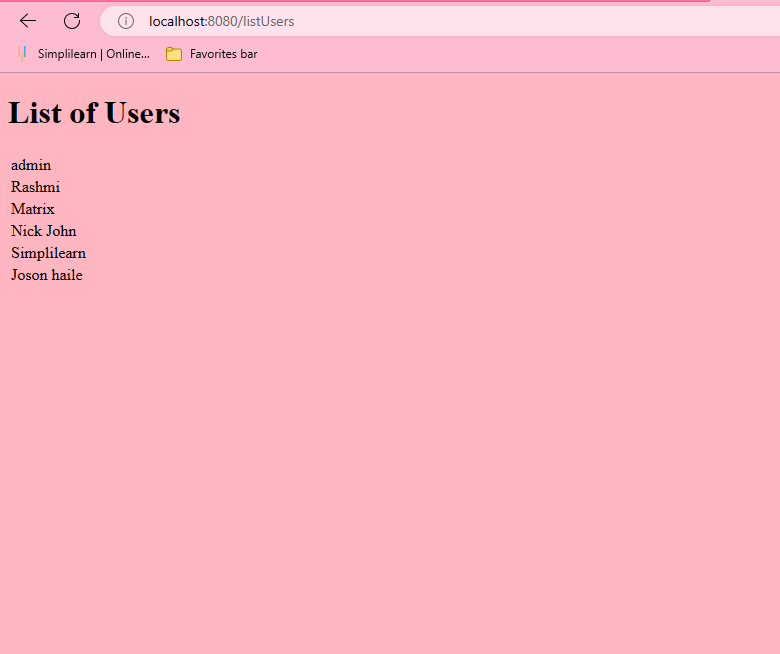 localhost:8080/listUsers
Simplilearn | Online... Favorites bar
List of Users
admin
Rashmi
Matrix
Nick John
Simplilearn
Joson haile